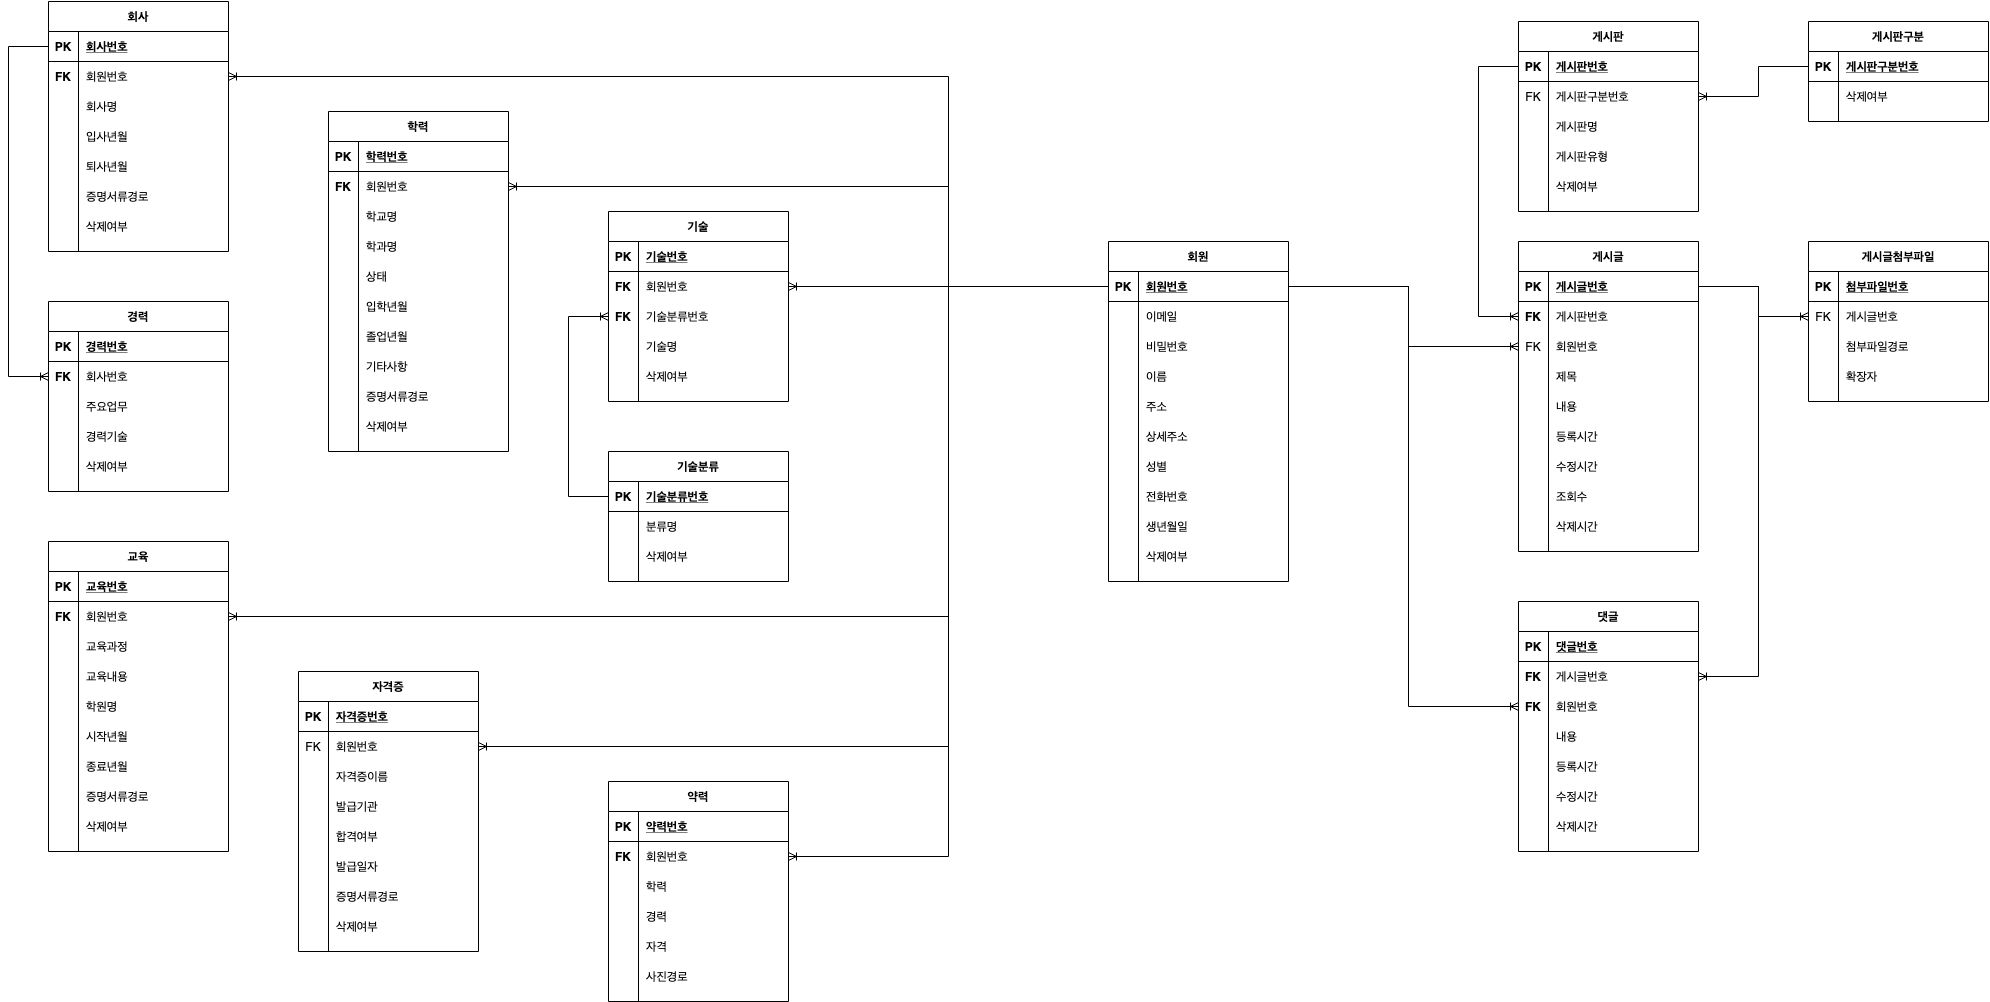 회사
PK 회사번호
FK 회원번호
회사명
입사년월
퇴사년월
증명서류경로
삭제여부
경력
PK 경력번호
FK 회사번호
주요업무
경력기술
삭제여부
교육
PK 교육번호
FK 회원번호
교육과정
교육내용
학원명
시작년월
종료년월
증명서류경로
삭제여부
학력
PK 학력번호
FK 회원번호
학교명
학과명
상태
입학년월
졸업년월
기타사항
증명서류경로
삭제여부
자격증
PK 자격증번호
FK 회원번호
자격증이름
발급기관
합격여부
발급일자
증명서류경로
삭제여부
기술
PK 기술번호
FK 회원번호
FK 기술분류번호
기술명
삭제여부
기술분류
PK 기술분류번호
분류명
삭제여부
약력
PK 약력번호
FK 회원번호
학력
경력
자격
사진경로
회원
PK 회원번호
이메일
비밀번호
이름
주소
상세주소
성별
전화번호
생년월일
삭제여부
게시판
PK 게시판번호
FK 게시판구분번호
게시판명
게시판유형
삭제여부
게시글
PK 게시글번호
FK 게시판번호
FK 회원번호
제목
내용
등록시간
수정시간
조회수
삭제시간
댓글
PK 댓글번호
FK 게시글번호
FK 회원번호
내용
등록시간
수정시간
삭제시간
게시판구분
PK 게시판구분번호
삭제여부
게시글첨부파일
PK 첨부파일번호
FK 게시글번호
첨부파일경로
확장자